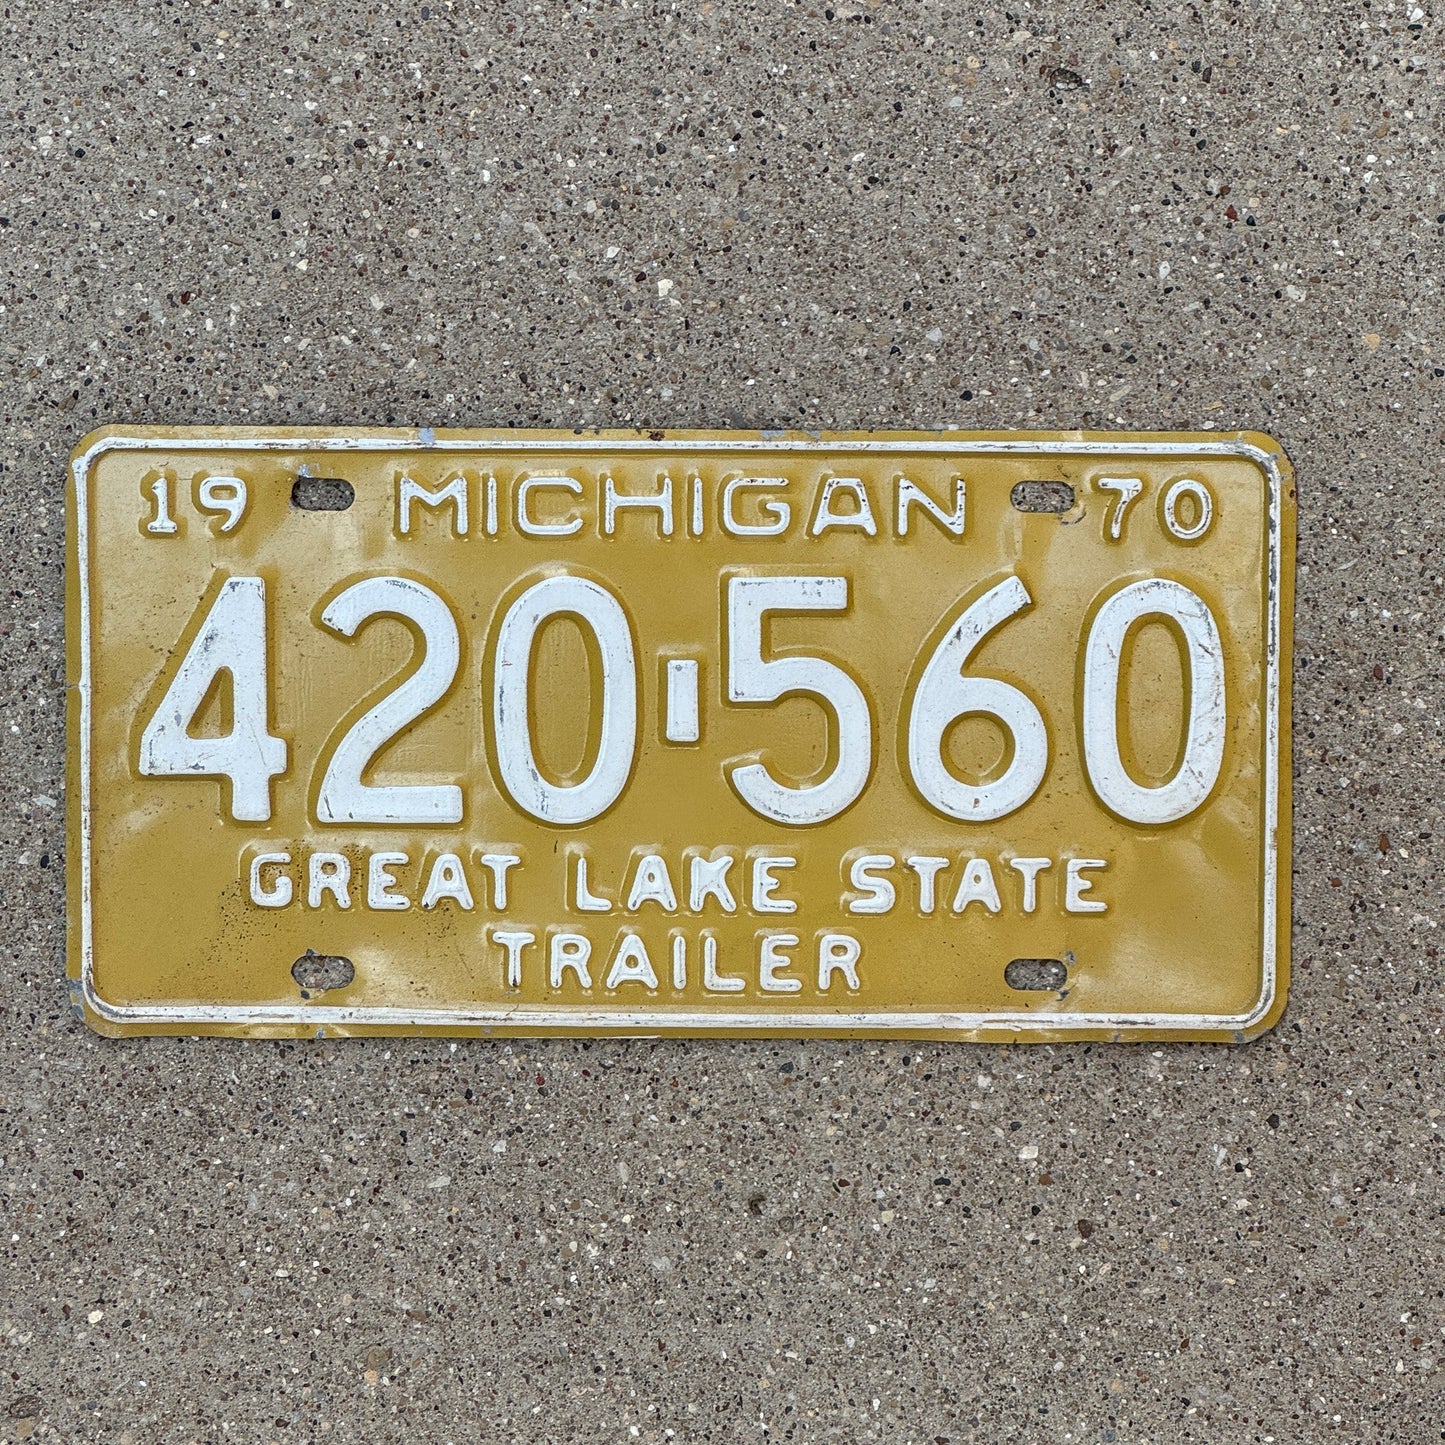 19 MICHIGAN 70
420-560
GREAT LAKE STATE
TRAILER